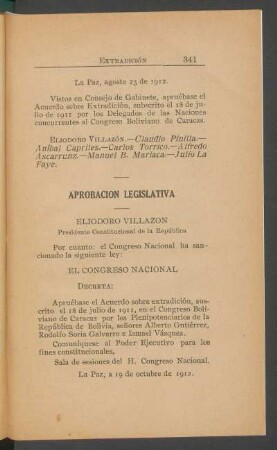 EXTRADICIÓN 341
La Paz, agosto 23 de 1912.
Vistos en Consejo de Gabinete, apruébase el
Acuerdo sobre Extradición, subscrito el 18 de ju-
lio de 1911 por los Delegados de las Naciones
concurrentes al Congreso Boliviano de Caracas.
ELIODORO VILLAZÓN.—Claudio Pinilla.—
Aníbal Capriles.—Carlos Torrico.—Alfredo
Ascarrunz.—Manuel B. Mariaca.—Julio La
Faye.
APROBACION LEGISLATIVA
ELIODORO VILLAZON
Presidente Constitucional de la República
Por cuanto: el Congreso Nacional ha san-
cionado la siguiente ley:
EL CONGRESO NACIONAL
DECRETA:
Apruébase el Acuerdo sobre extradición, sus-
crito el 18 de julio de 1911, en el Congreso Boli-
viano de Caracas por los Plenipotenciarios de la
República de Bolivia, señores Alberto Gutiérrez,
Rodolfo Soria Galvarro e Ismael Vásquez.
Comuníquese al Poder Ejecutivo para los
fines constitucionales.
Sala de sesiones del H. Congreso Nacional.
La Paz, a 19 de octubre de 1912.